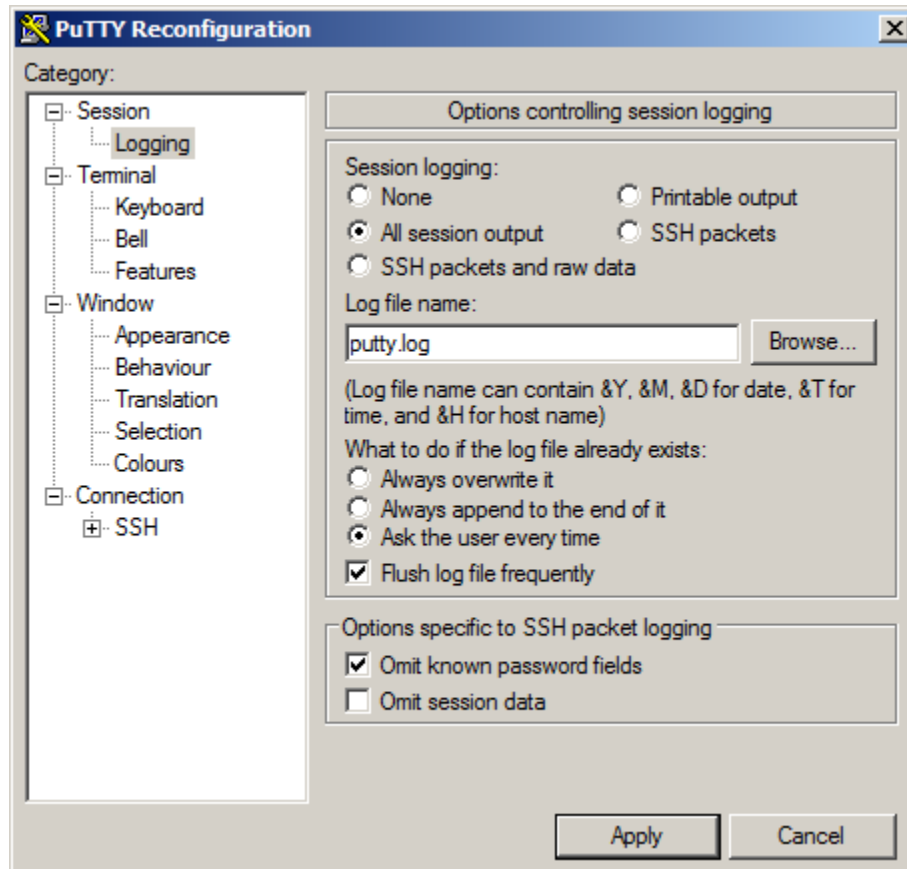 PuTTY Reconfiguration
Category:
Session
Logging
Terminal
Keyboard
Bell
Features
Window
Appearance
Behaviour
Translation
Selection
Colours
Connection
SSH
Options controlling session logging
Session logging:
None
Printable output
All session output
SSH packets
SSH packets and raw data
Log file name:
putty.log
Browse...
(Log file name can contain &Y, &M, &D for date, &T for
time, and &H for host name)
What to do if the log file already exists:
Always overwrite it
Always append to the end of it
Ask the user every time
Flush log file frequently
Options specific to SSH packet logging
Omit known password fields
Omit session data
Apply
Cancel